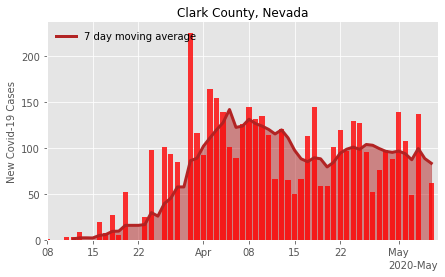 Clark County, Nevada
7 day moving average
New Covid-19 Cases
200
150
100
50
0
08 15 22 Apr 08 15 22 May
2020-May